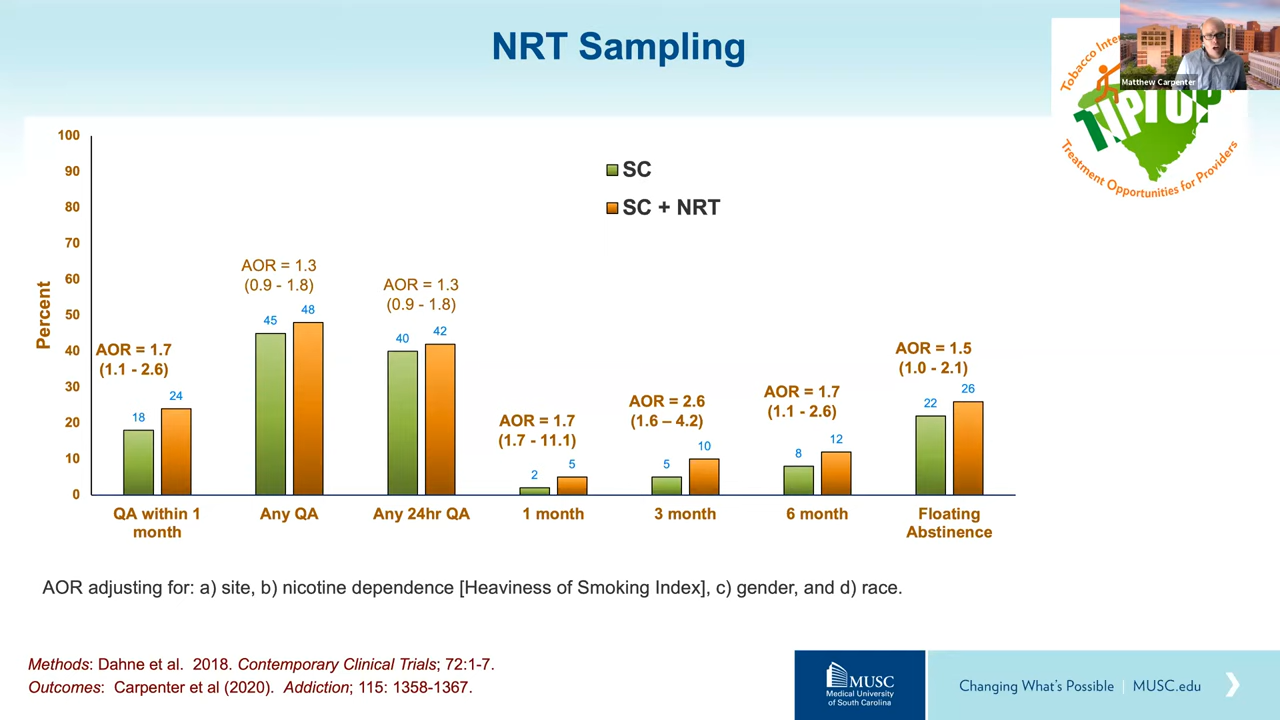 NRT Sampling
Matthew Carpenter
Tobacco
TIPTOP
Treatment Opportunities for Providers
100
90
80
70
60
50
40
30
20
10
0
Percent
SC
SC + NRT
AOR = 1.7
(1.1 - 2.6)
18
24
AOR = 1.3
(0.9 - 1.8)
45
48
AOR = 1.3
(0.9 - 1.8)
40
42
AOR = 1.7
(1.7 - 11.1)
2
5
AOR = 2.6
(1.6 – 4.2)
5
10
AOR = 1.7
(1.1 - 2.6)
8
12
AOR = 1.5
(1.0 - 2.1)
22
26
QA within 1
month
Any QA
Any 24hr QA
1 month
3 month
6 month
Floating
Abstinence
AOR adjusting for: a) site, b) nicotine dependence [Heaviness of Smoking Index], c) gender, and d) race.
Methods: Dahne et al. 2018. Contemporary Clinical Trials; 72:1-7.
Outcomes: Carpenter et al (2020). Addiction; 115: 1358-1367.
MUSC
Medical University
of South Carolina
Changing What's Possible | MUSC.edu